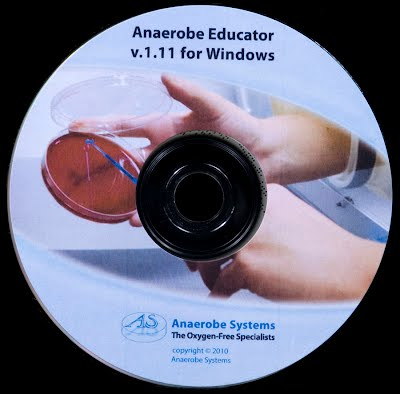 Anaerobe Educator
v.1.11 for Windows
AS
Anaerobe Systems
The Oxygen-Free Specialists
copyright © 2010
Anaerobe Systems